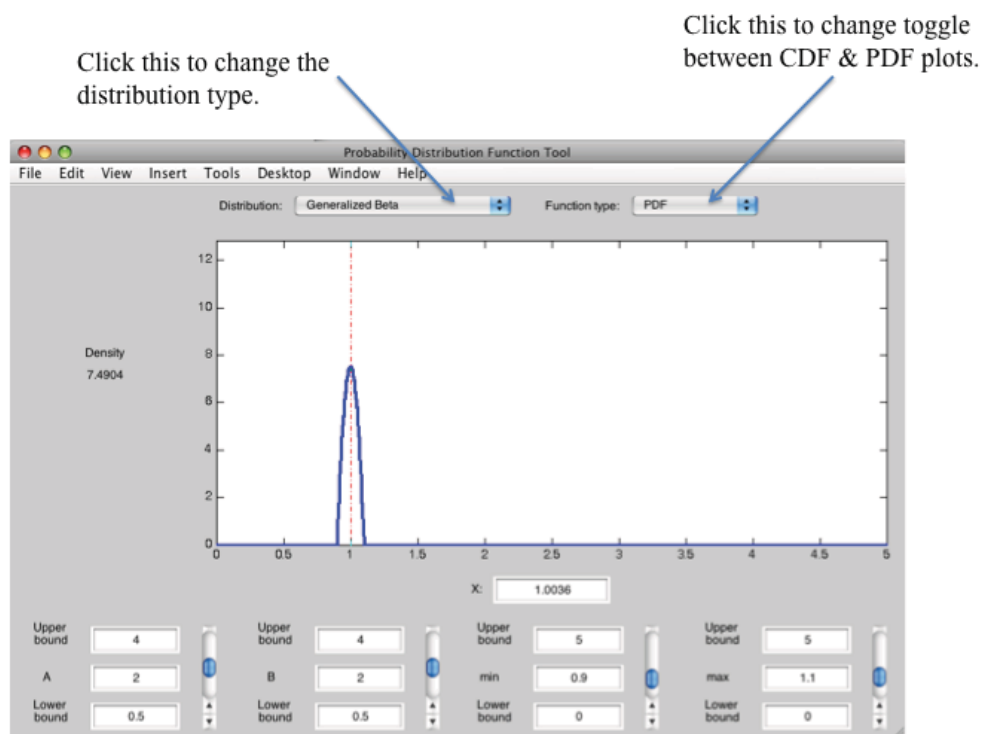 Click this to change toggle
between CDF & PDF plots.
Click this to change the
distribution type.
Probability Distribution Function Tool
File Edit View Insert Tools Desktop Window Help
Distribution: Generalized Beta Function type: PDF
12
10
8
6
4
2
0
Density
7.4904
0 0.5 1 1.5 2 2.5 3 3.5 4 4.5 5
X: 1.0036
Upper
bound 4
A 2
Lower
bound 0.5
Upper
bound 4
B 2
Lower
bound 0.5
Upper
bound 5
min 0.9
Lower
bound 0
Upper
bound 5
max 1.1
Lower
bound 0